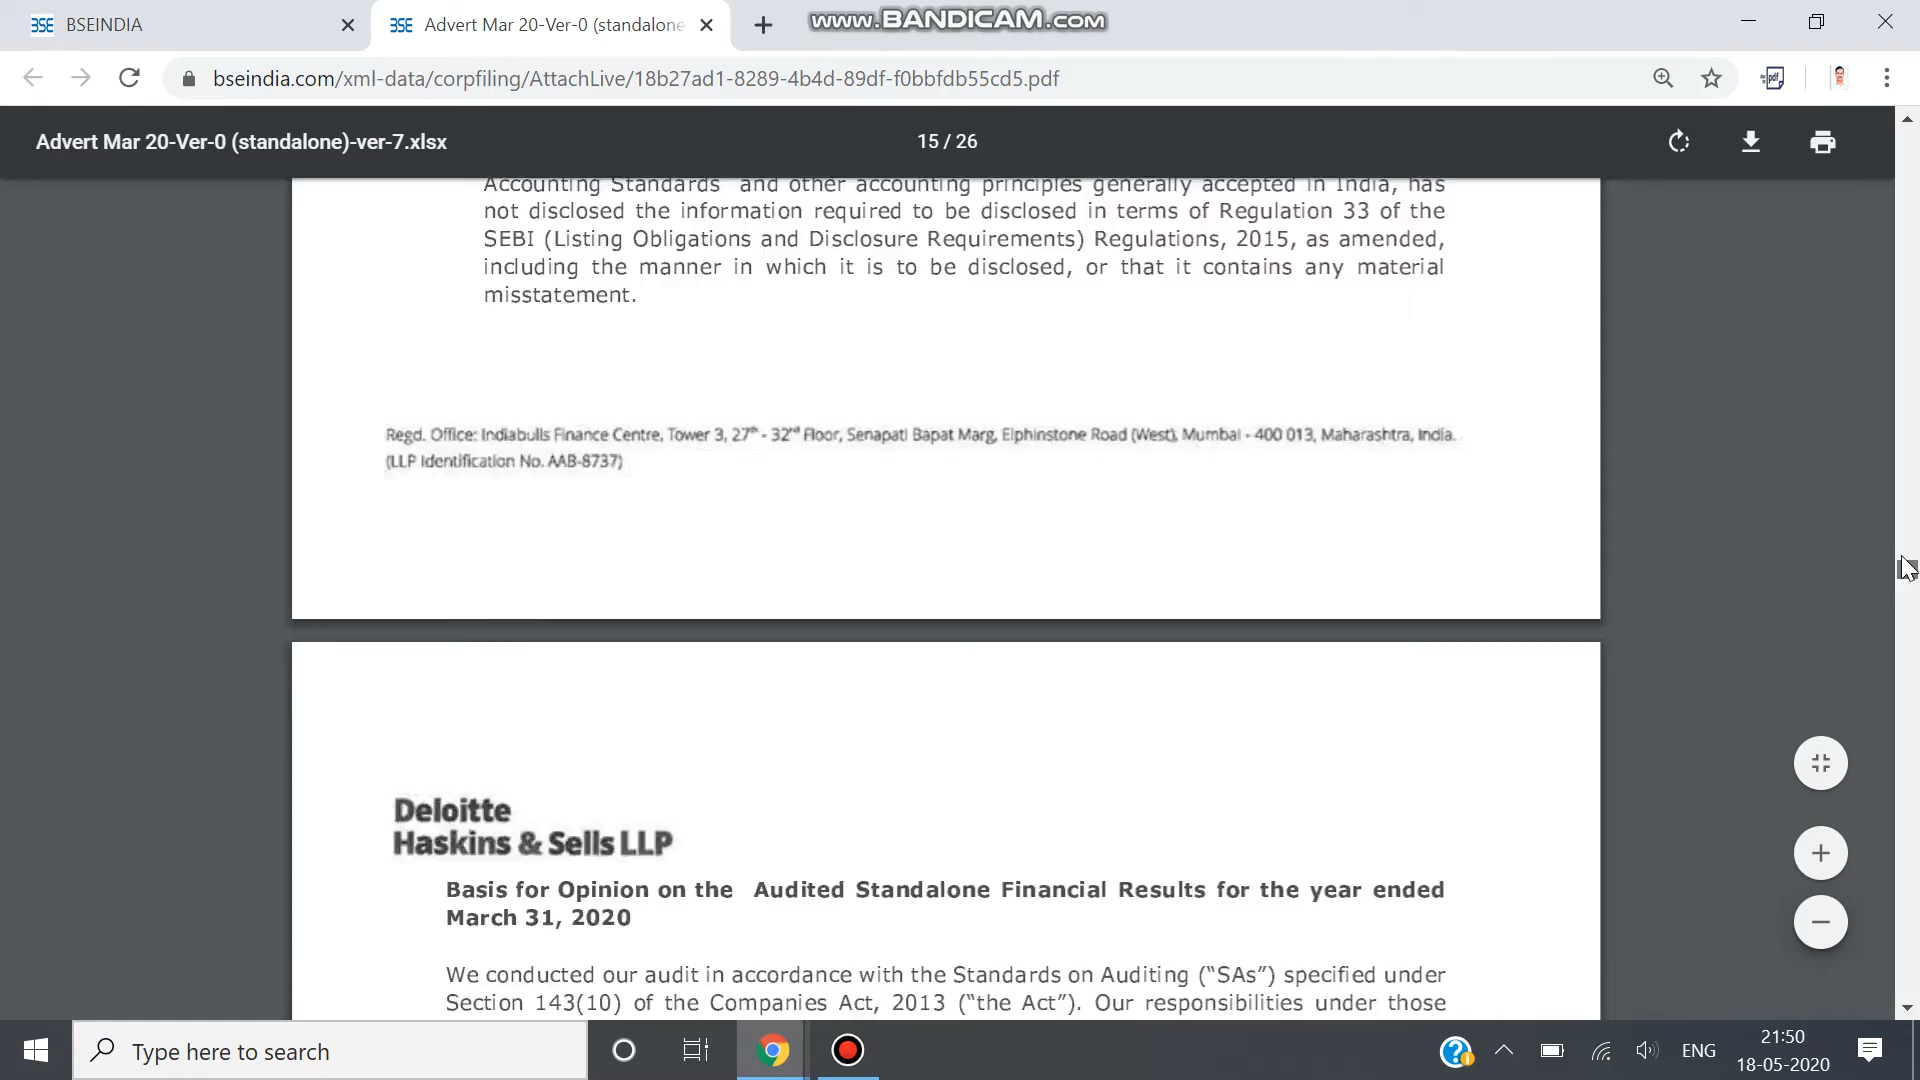 BSEINDIA
Advert Mar 20-Ver-0 (standalone
www.BANDICAM.com
bseindia.com/xml-data/corpfiling/AttachLive/18b27ad1-8289-4b4d-89df-f0bbfdb55cd5.pdf
Advert Mar 20-Ver-0 (standalone)-ver-7.xlsx
15 / 26
Accounting Standards and other accounting principles generally accepted in India, has
not disclosed the information required to be disclosed in terms of Regulation 33 of the
SEBI (Listing Obligations and Disclosure Requirements) Regulations, 2015, as amended,
including the manner in which it is to be disclosed, or that it contains any material
misstatement.
Regd. Office: Indiabulls Finance Centre, Tower 3, 27th - 32nd Floor, Senapati Bapat Marg, Elphinstone Road (West), Mumbai - 400 013, Maharashtra, India.
(LLP Identification No. AAB-8737)
Deloitte
Haskins & Sells LLP
Basis for Opinion on the Audited Standalone Financial Results for the year ended
March 31, 2020
We conducted our audit in accordance with the Standards on Auditing ("SAs") specified under
Section 143(10) of the Companies Act, 2013 ("the Act"). Our responsibilities under those
Type here to search
ENG
21:50
18-05-2020